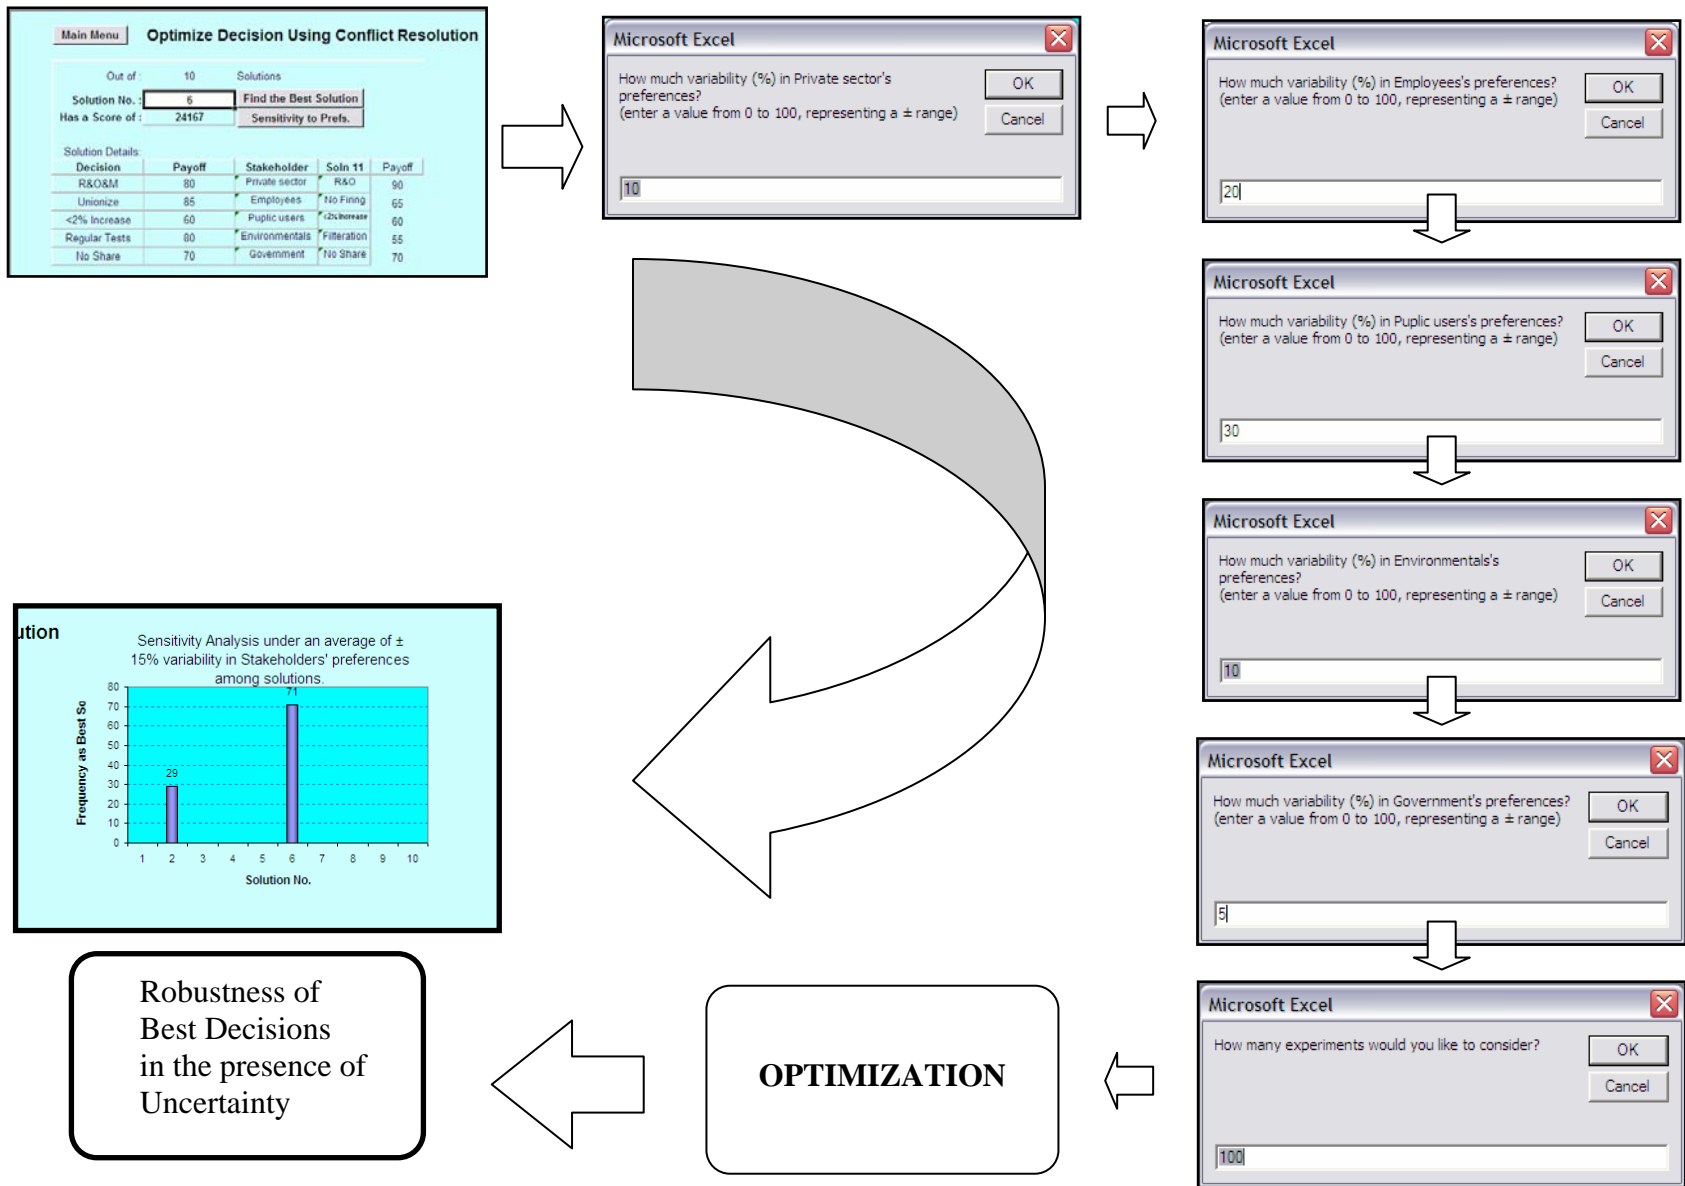 Main Menu
Optimize Decision Using Conflict Resolution
Out of : 10 Solutions
Solution No. : 6 Find the Best Solution
Has a Score of : 24167 Sensitivity to Prefs.
Solution Details:
Decision Payoff Stakeholder Soln 11 Payoff
R&O&M 80 Private sector R&O 90
Unionize 85 Employees No Firing 65
<2% Increase 60 Puplic users <2% Increase 60
Regular Tests 80 Environmentals Filteration 55
No Share 70 Government No Share 70
Microsoft Excel
How much variability (%) in Private sector's
preferences?
(enter a value from 0 to 100, representing a ± range)
OK
Cancel
10
Microsoft Excel
How much variability (%) in Employees's preferences?
(enter a value from 0 to 100, representing a ± range)
OK
Cancel
20
Microsoft Excel
How much variability (%) in Puplic users's preferences?
(enter a value from 0 to 100, representing a ± range)
OK
Cancel
30
Microsoft Excel
How much variability (%) in Environmentals's
preferences?
(enter a value from 0 to 100, representing a ± range)
OK
Cancel
10
Microsoft Excel
How much variability (%) in Government's preferences?
(enter a value from 0 to 100, representing a ± range)
OK
Cancel
5
Microsoft Excel
How many experiments would you like to consider?
OK
Cancel
100
OPTIMIZATION
ution
Sensitivity Analysis under an average of ±
15% variability in Stakeholders' preferences
among solutions.
Frequency as Best So
80
70
60
50
40
30
20
10
0
29
71
1 2 3 4 5 6 7 8 9 10
Solution No.
Robustness of
Best Decisions
in the presence of
Uncertainty